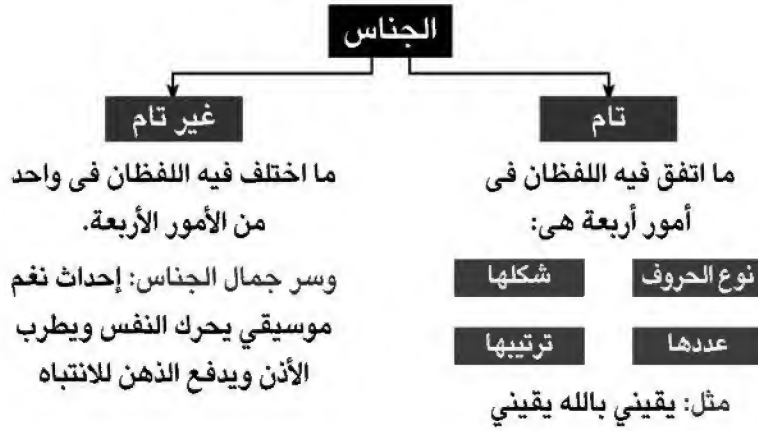 الجناس
تام
ما اتفق فيه اللفظان فى
أمور أربعة هى:
نوع الحروف
شكلها
عددها
ترتيبها
مثل: يقيني بالله يقيني
غير تام
ما اختلف فيه اللفظان فى واحد
من الأمور الأربعة.
وسر جمال الجناس: إحداث نغم
موسيقي يحرك النفس ويطرب
الأذن ويدفع الذهن للانتباه